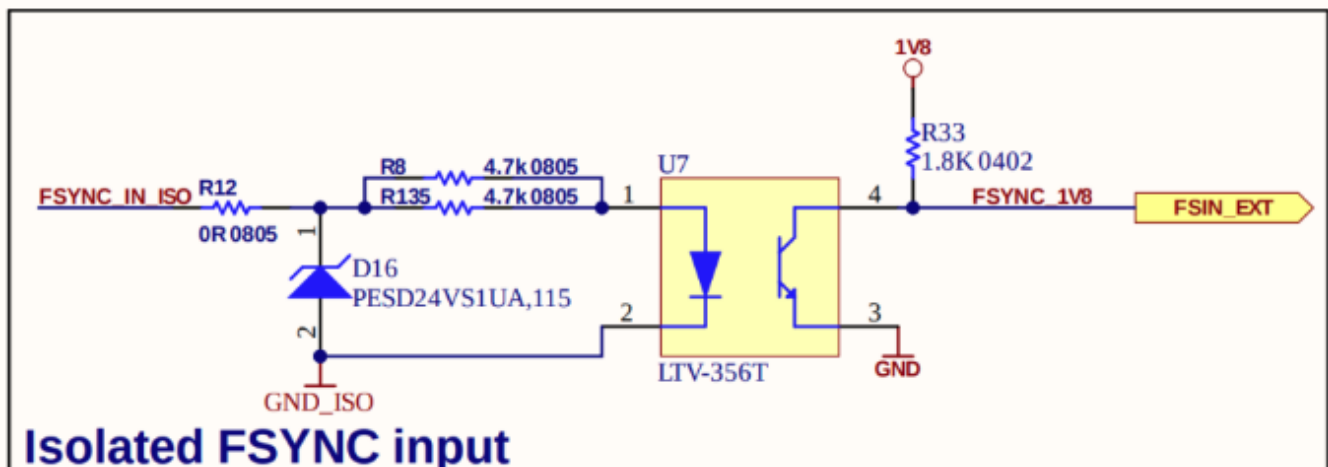 1V8
R33
1.8K 0402
R8 4.7k 0805
U7
FSYNC_IN_ISO R12 R135 4.7k 0805 1 4 FSYNC_1V8 FSIN_EXT
0R 0805
1
D16
PESD24VS1UA,115
2 2 3
LTV-356T GND
GND_ISO
Isolated FSYNC input